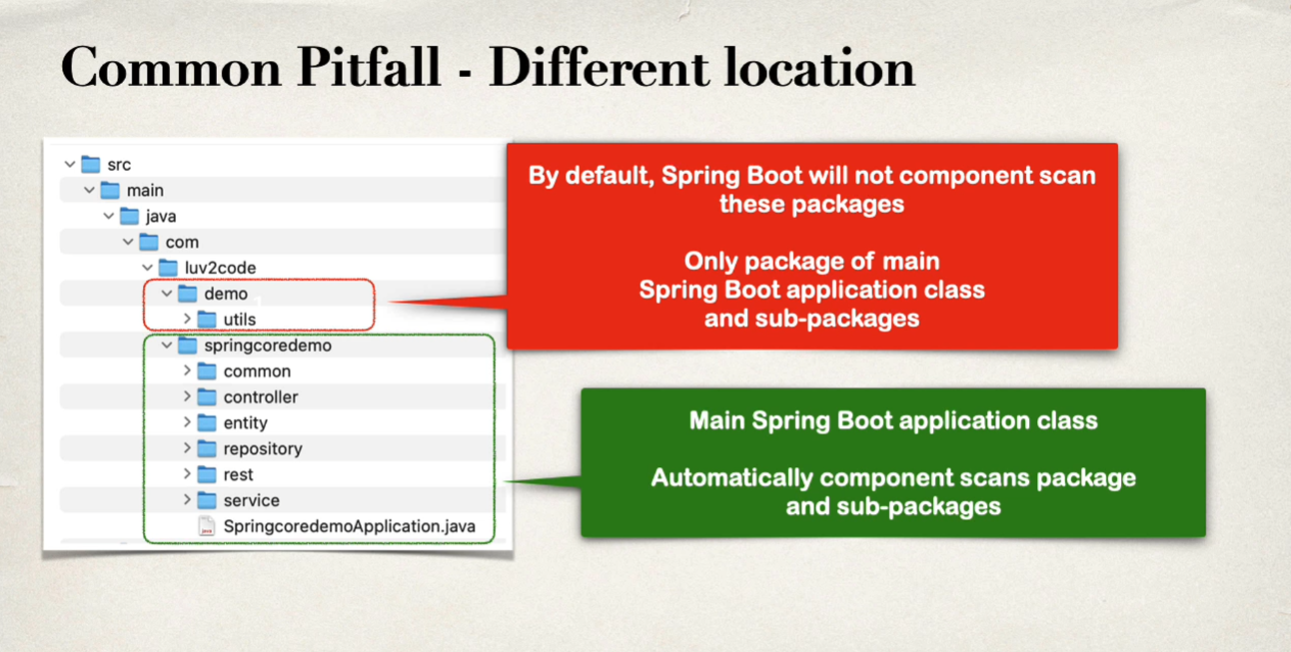 Common Pitfall - Different location
src
main
java
com
luv2code
demo
utils
springcoredemo
common
controller
entity
repository
rest
service
SpringcoredemoApplication.java
By default, Spring Boot will not component scan
these packages
Only package of main
Spring Boot application class
and sub-packages
Main Spring Boot application class
Automatically component scans package
and sub-packages